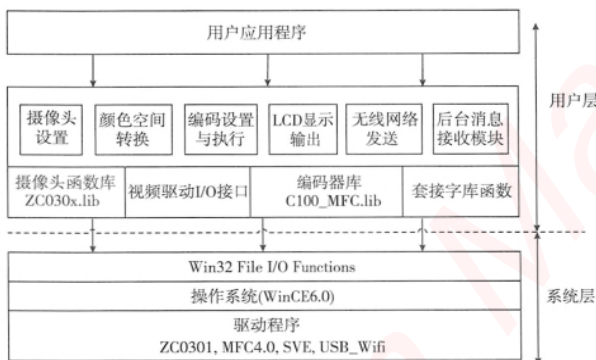 用户应用程序
用户层
摄像头
设置
颜色空间
转换
编码设置
与执行
LCD显示
输出
无线网络
发送
后台消息
接收模块
摄像头函数库
ZC030x.lib
视频驱动I/O接口
编码器库
C100_MFC.lib
套接字库函数
Win32 File I/O Functions
操作系统(WinCE6.0)
系统层
驱动程序
ZC0301, MFC4.0, SVE, USB_Wifi